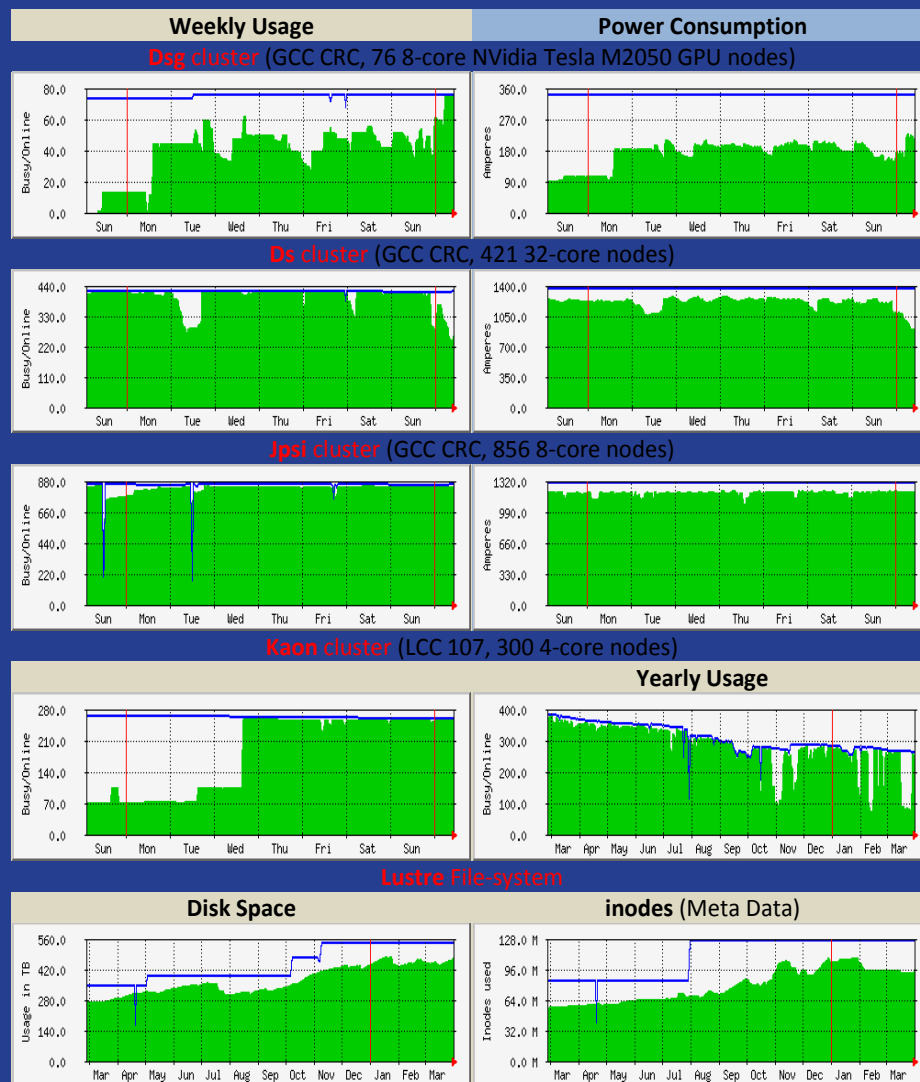 Weekly Usage
Power Consumption
Dsg cluster (GCC CRC, 76 8-core NVidia Tesla M2050 GPU nodes)
Busy/Online
80.0
60.0
40.0
20.0
0.0
Sun Mon Tue Wed Thu Fri Sat Sun
Amperes
360.0
270.0
180.0
90.0
0.0
Sun Mon Tue Wed Thu Fri Sat Sun
Ds cluster (GCC CRC, 421 32-core nodes)
Busy/Online
440.0
330.0
220.0
110.0
0.0
Sun Mon Tue Wed Thu Fri Sat Sun
Amperes
1400.0
1050.0
700.0
350.0
0.0
Sun Mon Tue Wed Thu Fri Sat Sun
Jpsi cluster (GCC CRC, 856 8-core nodes)
Busy/Online
880.0
660.0
440.0
220.0
0.0
Sun Mon Tue Wed Thu Fri Sat Sun
Amperes
1320.0
990.0
660.0
330.0
0.0
Sun Mon Tue Wed Thu Fri Sat Sun
Kaon cluster (LCC 107, 300 4-core nodes)
Yearly Usage
Busy/Online
280.0
210.0
140.0
70.0
0.0
Sun Mon Tue Wed Thu Fri Sat Sun
Busy/Online
400.0
300.0
200.0
100.0
0.0
Mar Apr May Jun Jul Aug Sep Oct Nov Dec Jan Feb Mar
Lustre File-system
Disk Space
inodes (Meta Data)
Usage in TB
560.0
420.0
280.0
140.0
0.0
Mar Apr May Jun Jul Aug Sep Oct Nov Dec Jan Feb Mar
Inodes used
128.0 M
96.0 M
64.0 M
32.0 M
0.0 M
Mar Apr May Jun Jul Aug Sep Oct Nov Dec Jan Feb Mar